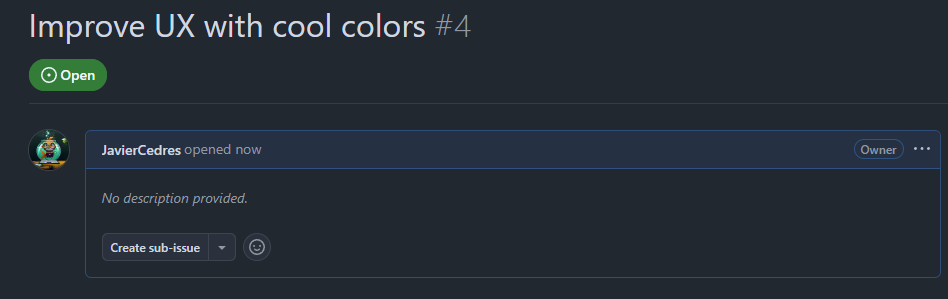 Improve UX with cool colors #4
Open
JavierCedres opened now
Owner
No description provided.
Create sub-issue